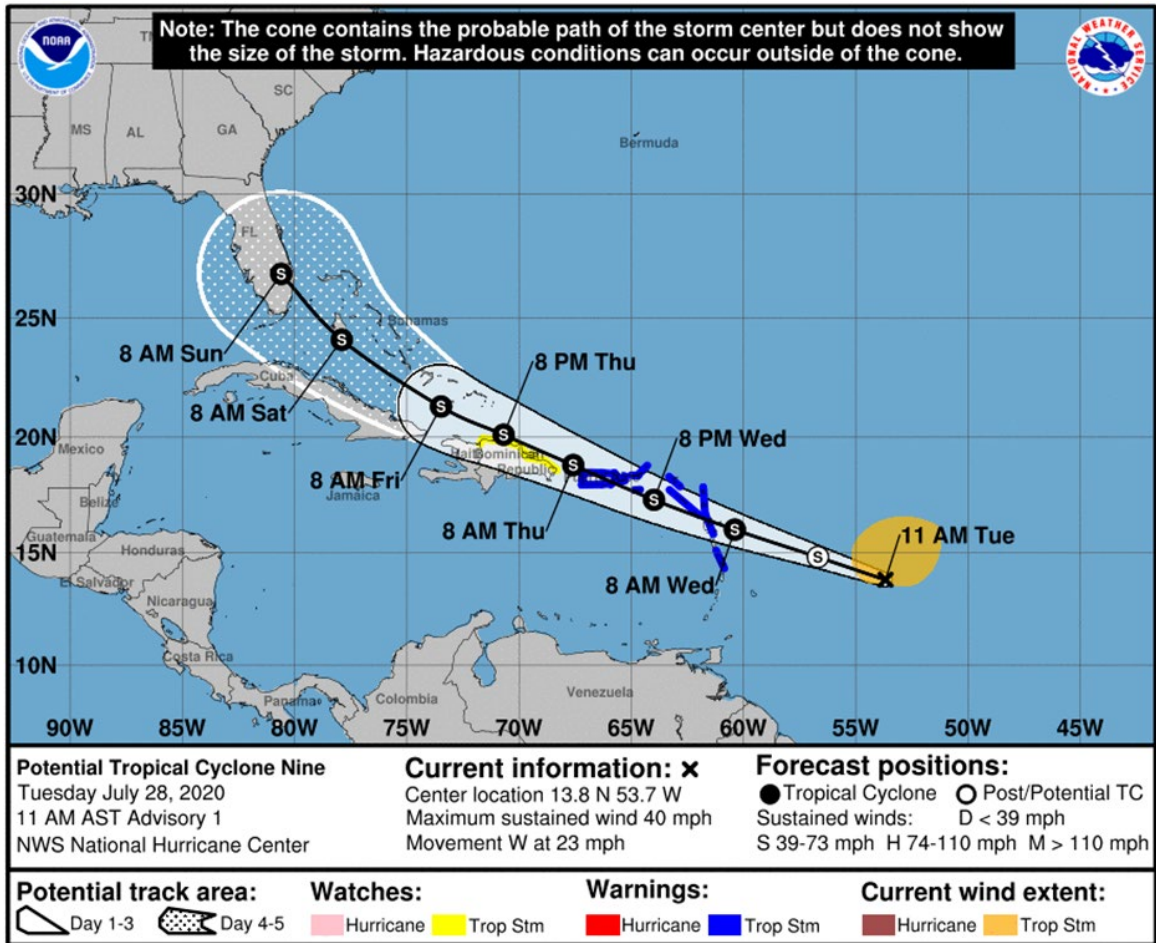 Note: The cone contains the probable path of the storm center but does not show
the size of the storm. Hazardous conditions can occur outside of the cone.
NOAA
NATIONAL WEATHER SERVICE
SC
MS
AL
GA
Bermuda
30N
FL
25N
Bahamas
8 AM Sun
8 PM Thu
Cuba
8 AM Sat
20N
8 PM Wed
Mexico
Haiti
Dominican
Republic
8 AM Fri
Jamaica
Belize
8 AM Thu
11 AM Tue
Guatemala
Honduras
15N
8 AM Wed
El Salvador
Nicaragua
Costa Rica
10N
Panama
Colombia
Venezuela
90W 85W 80W 75W 70W 65W 60W 55W 50W 45W
S
S
S
S
S
S
S
S
Potential Tropical Cyclone Nine
Tuesday July 28, 2020
11 AM AST Advisory 1
NWS National Hurricane Center
Current information: x
Center location 13.8 N 53.7 W
Maximum sustained wind 40 mph
Movement W at 23 mph
Forecast positions:
Tropical Cyclone Post/Potential TC
Sustained winds: D < 39 mph
S 39-73 mph H 74-110 mph M > 110 mph
Potential track area:
Day 1-3 Day 4-5
Watches:
Hurricane Trop Stm
Warnings:
Hurricane Trop Stm
Current wind extent:
Hurricane Trop Stm